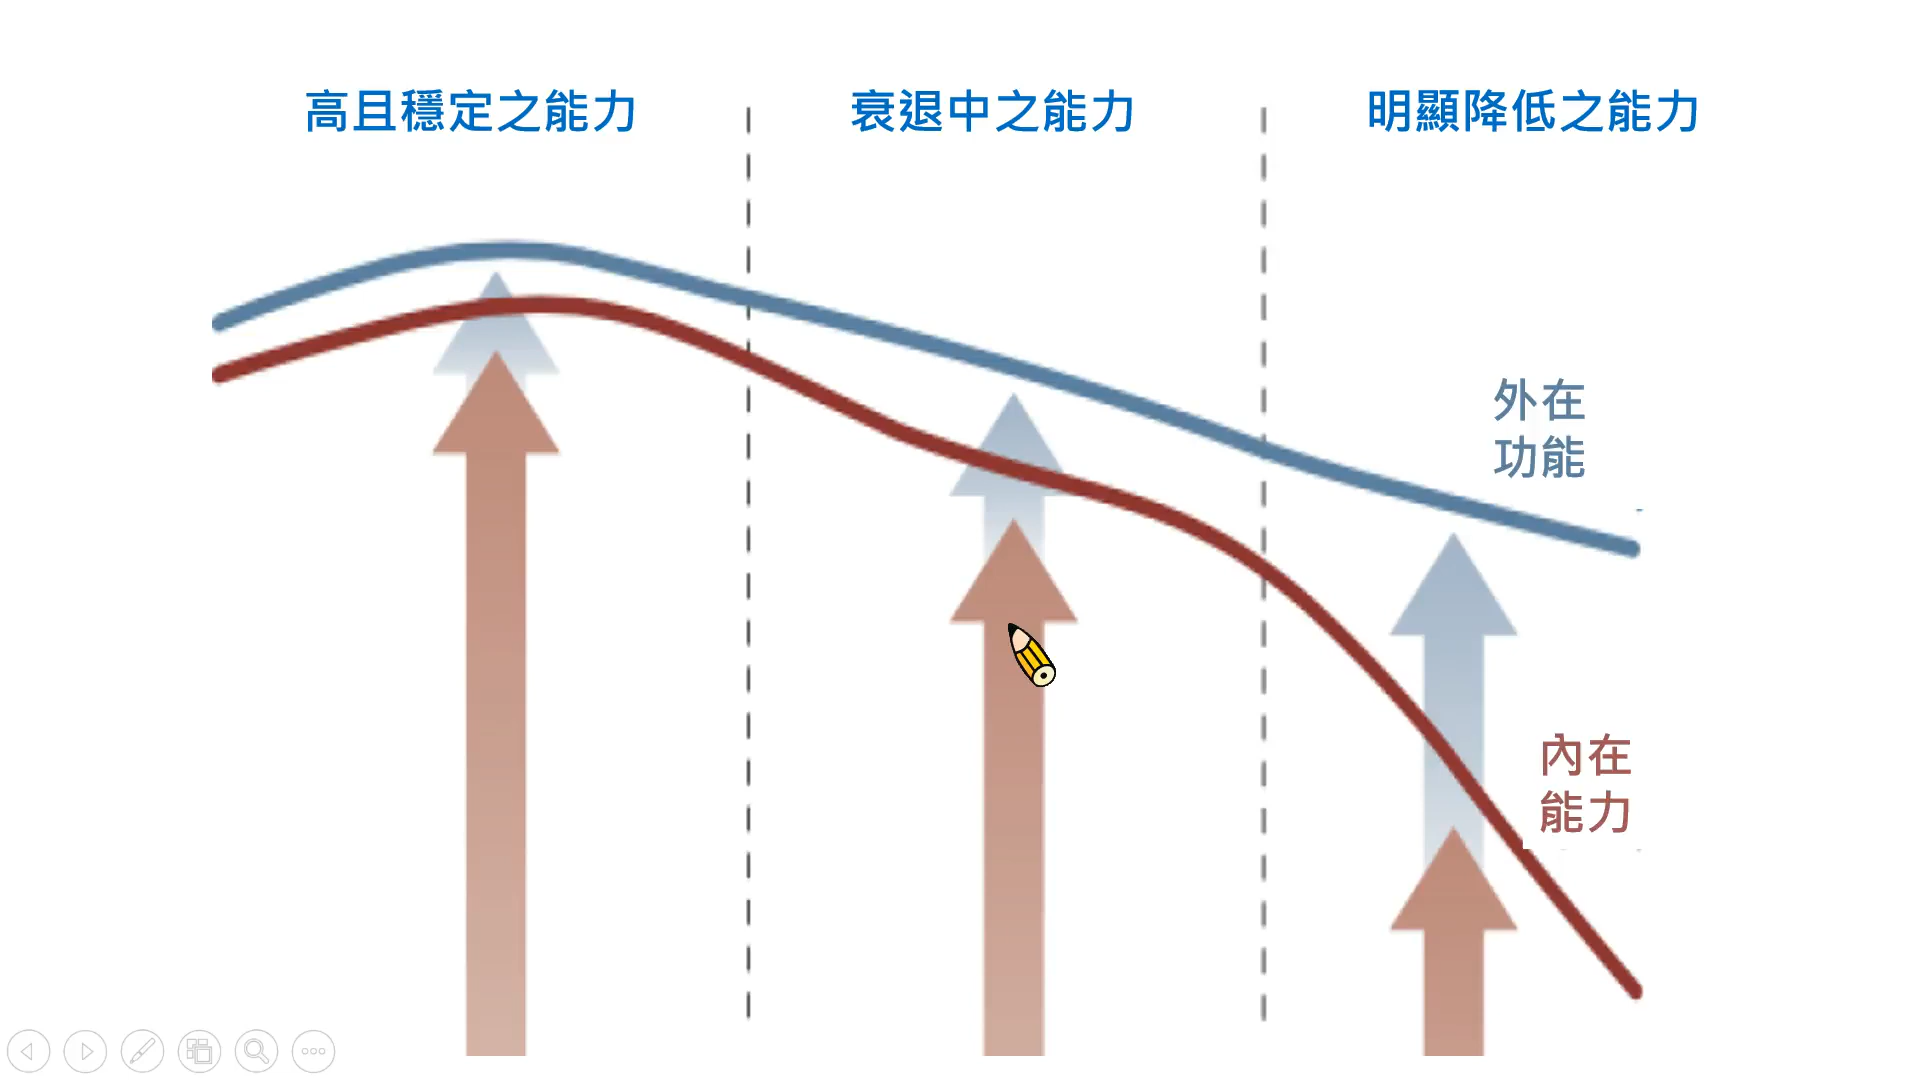 高且穩定之能力
衰退中之能力
明顯降低之能力
外在
功能
內在
能力